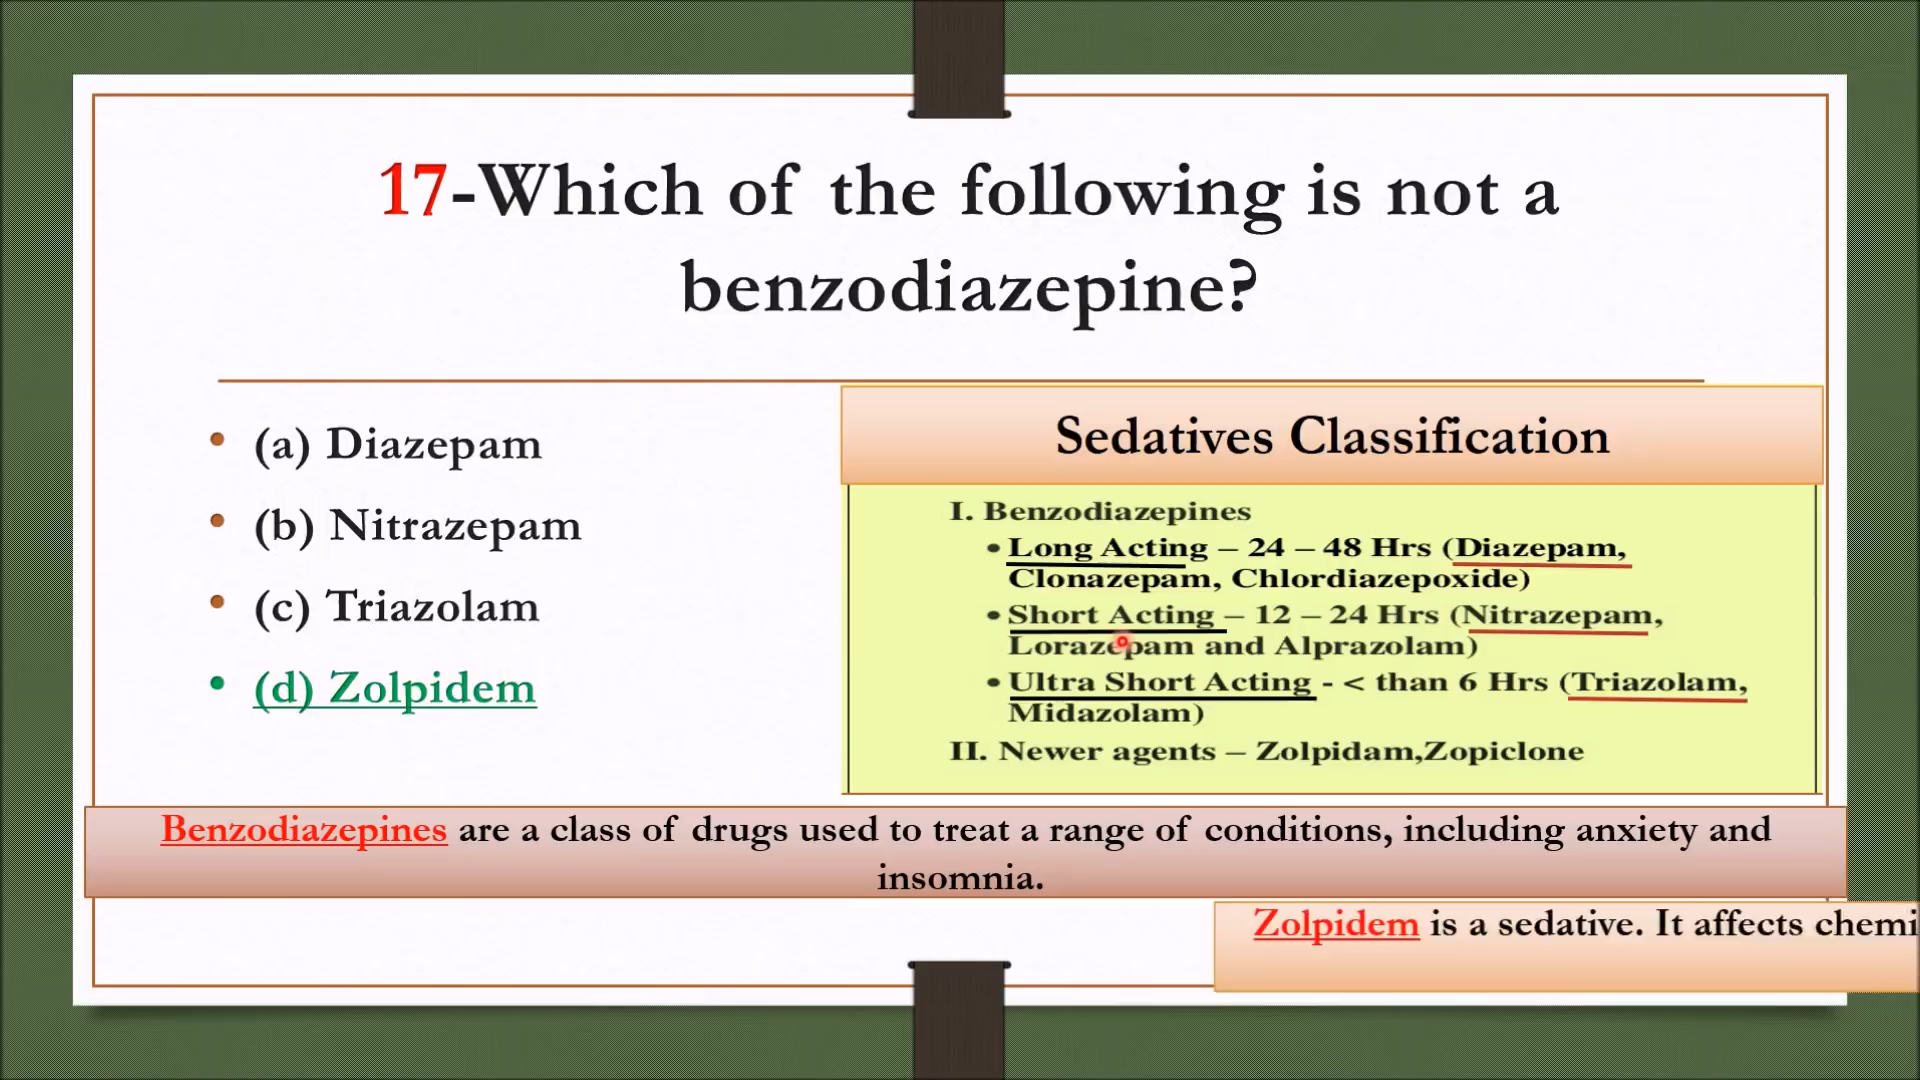 17-Which of the following is not a
benzodiazepine?
• (a) Diazepam
• (b) Nitrazepam
• (c) Triazolam
• (d) Zolpidem
Sedatives Classification
I. Benzodiazepines
• Long Acting – 24 – 48 Hrs (Diazepam,
Clonazepam, Chlordiazepoxide)
• Short Acting – 12 – 24 Hrs (Nitrazepam,
Lorazepam and Alprazolam)
• Ultra Short Acting - < than 6 Hrs (Triazolam,
Midazolam)
II. Newer agents – Zolpidam,Zopiclone
Benzodiazepines are a class of drugs used to treat a range of conditions, including anxiety and
insomnia.
Zolpidem is a sedative. It affects chemi